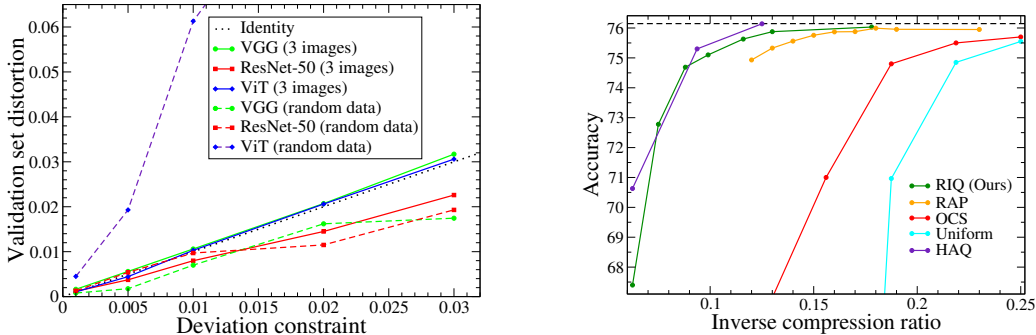 0.06
0.05
0.04
0.03
0.02
0.01
0
Validation set distortion
0 0.005 0.01 0.015 0.02 0.025 0.03
Deviation constraint
Identity
VGG (3 images)
ResNet-50 (3 images)
ViT (3 images)
VGG (random data)
ResNet-50 (random data)
ViT (random data)
76
75
74
73
72
71
70
69
68
Accuracy
0.1 0.15 0.2 0.25
Inverse compression ratio
RIQ (Ours)
RAP
OCS
Uniform
HAQ